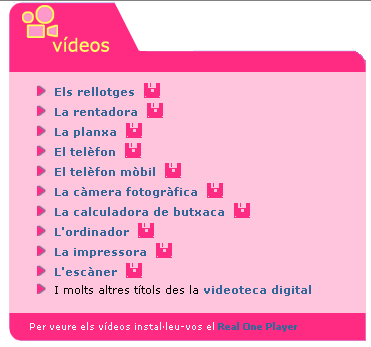 vídeos
Els rellotges
La rentadora
La planxa
El telèfon
El telèfon mòbil
La càmera fotogràfica
La calculadora de butxaca
L'ordinador
La impressora
L'escàner
I molts altres títols des la videoteca digital
Per veure els vídeos instal·leu-vos el Real One Player